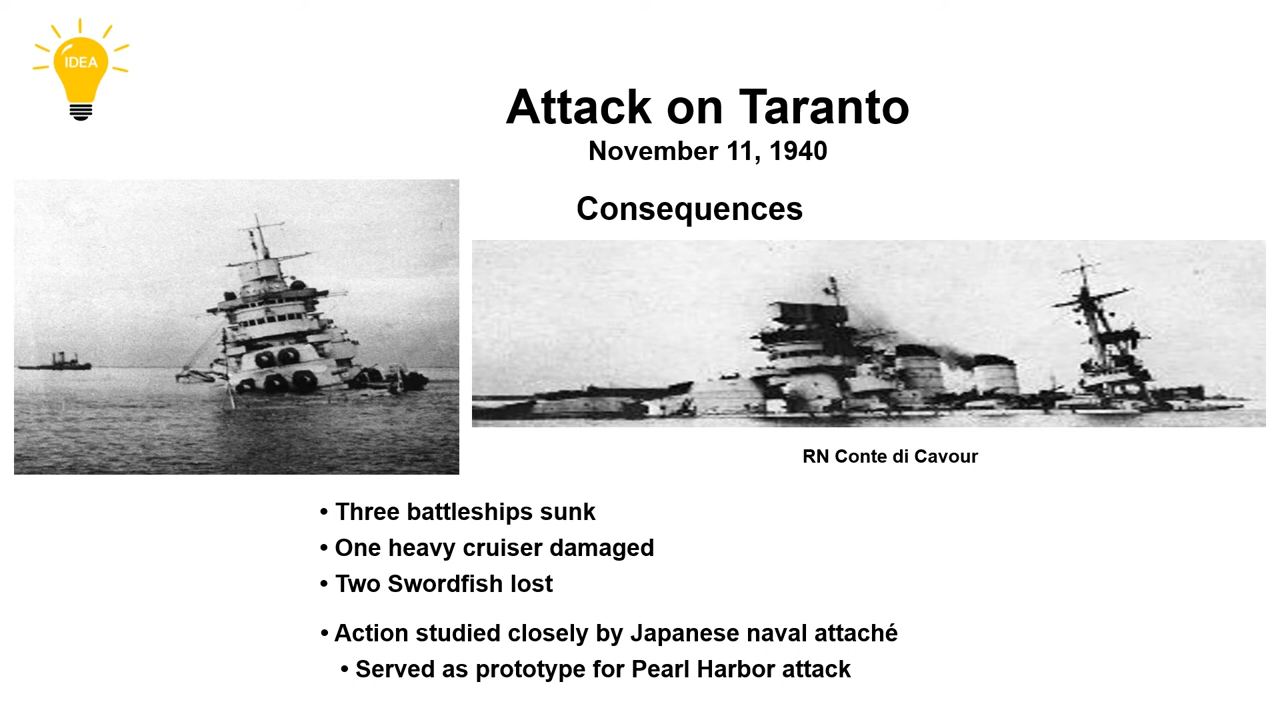 IDEA
Attack on Taranto
November 11, 1940
Consequences
RN Conte di Cavour
• Three battleships sunk
• One heavy cruiser damaged
• Two Swordfish lost
• Action studied closely by Japanese naval attaché
• Served as prototype for Pearl Harbor attack